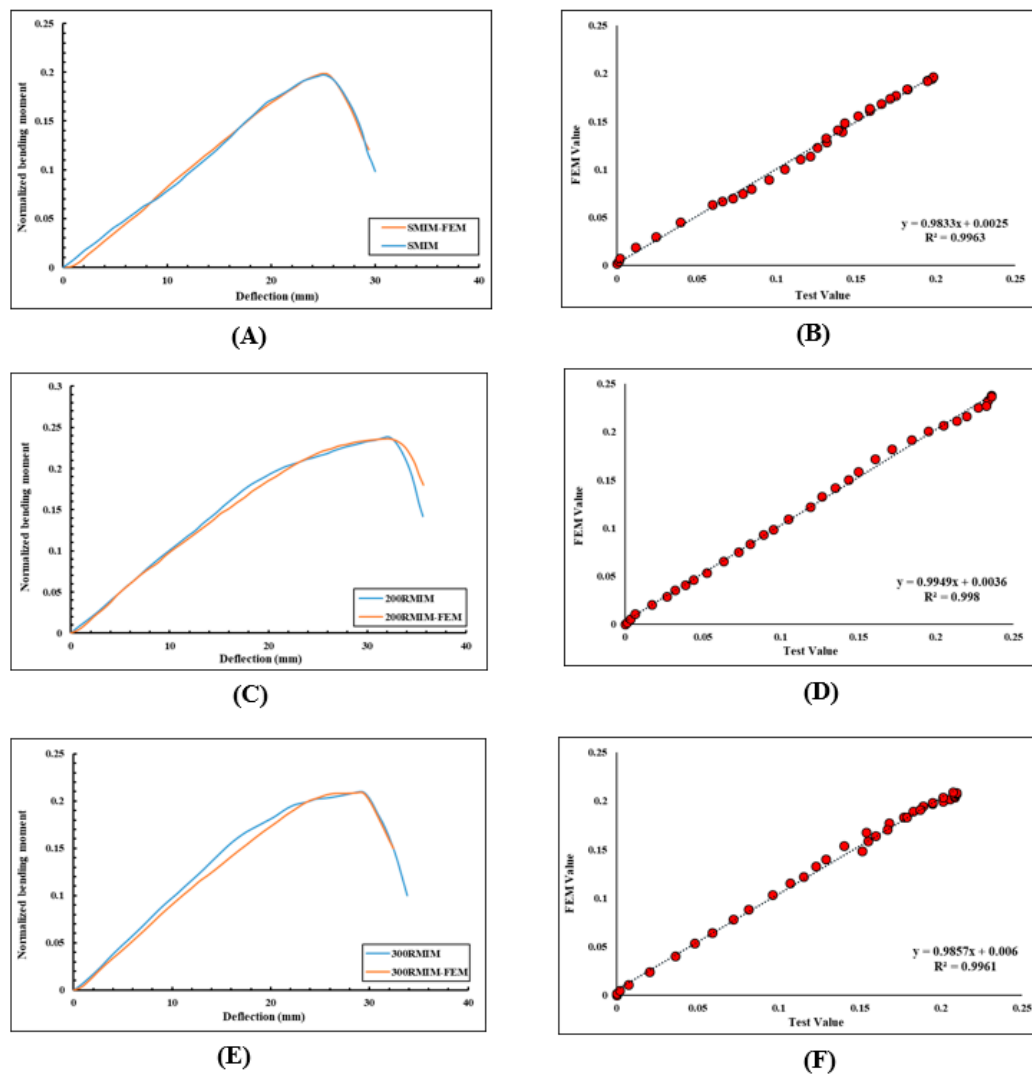 0.25
0.2
0.15
0.1
0.05
0
0 10 20 30 40
Normalized bending moment
Deflection (mm)
SMIM-FEM
SMIM
(A)
0.25
0.2
0.15
0.1
0.05
0
0 0.05 0.1 0.15 0.2 0.25
FEM Value
Test Value
y = 0.9833x + 0.0025
R² = 0.9963
(B)
0.3
0.25
0.2
0.15
0.1
0.05
0
0 10 20 30 40
Normalized bending moment
Deflection (mm)
200RMIM
200RMIM-FEM
(C)
0.25
0.2
0.15
0.1
0.05
0
0 0.05 0.1 0.15 0.2 0.25
FEM Value
Test Value
y = 0.9949x + 0.0036
R² = 0.998
(D)
0.25
0.2
0.15
0.1
0.05
0
0 10 20 30 40
Normalized bending moment
Deflection (mm)
300RMIM
300RMIM-FEM
(E)
0.25
0.2
0.15
0.1
0.05
0
0 0.05 0.1 0.15 0.2 0.25
FEM Value
Test Value
y = 0.9857x + 0.006
R² = 0.9961
(F)